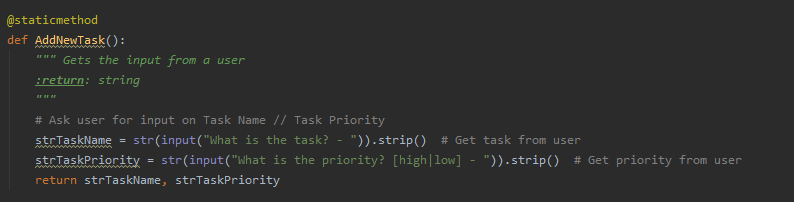 @staticmethod
def AddNewTask():
""" Gets the input from a user
:return: string
"""
# Ask user for input on Task Name // Task Priority
strTaskName = str(input("What is the task? - ")).strip()  # Get task from user
strTaskPriority = str(input("What is the priority? [high|low] - ")).strip()  # Get priority from user
return strTaskName, strTaskPriority